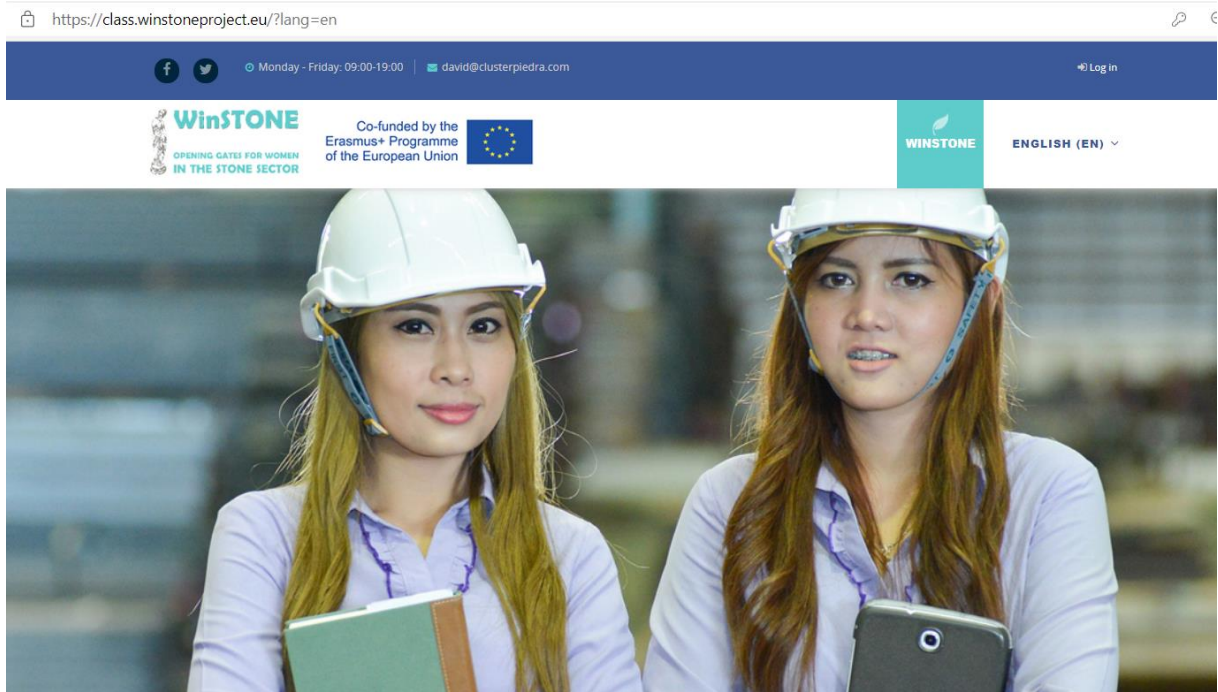 https://class.winstoneproject.eu/?lang=en
Monday - Friday: 09:00-19:00
david@clusterpiedra.com
Log in
WinSTONE
OPENING GATES FOR WOMEN
IN THE STONE SECTOR
Co-funded by the
Erasmus+ Programme
of the European Union
WINSTONE
ENGLISH (EN)
SAFETY